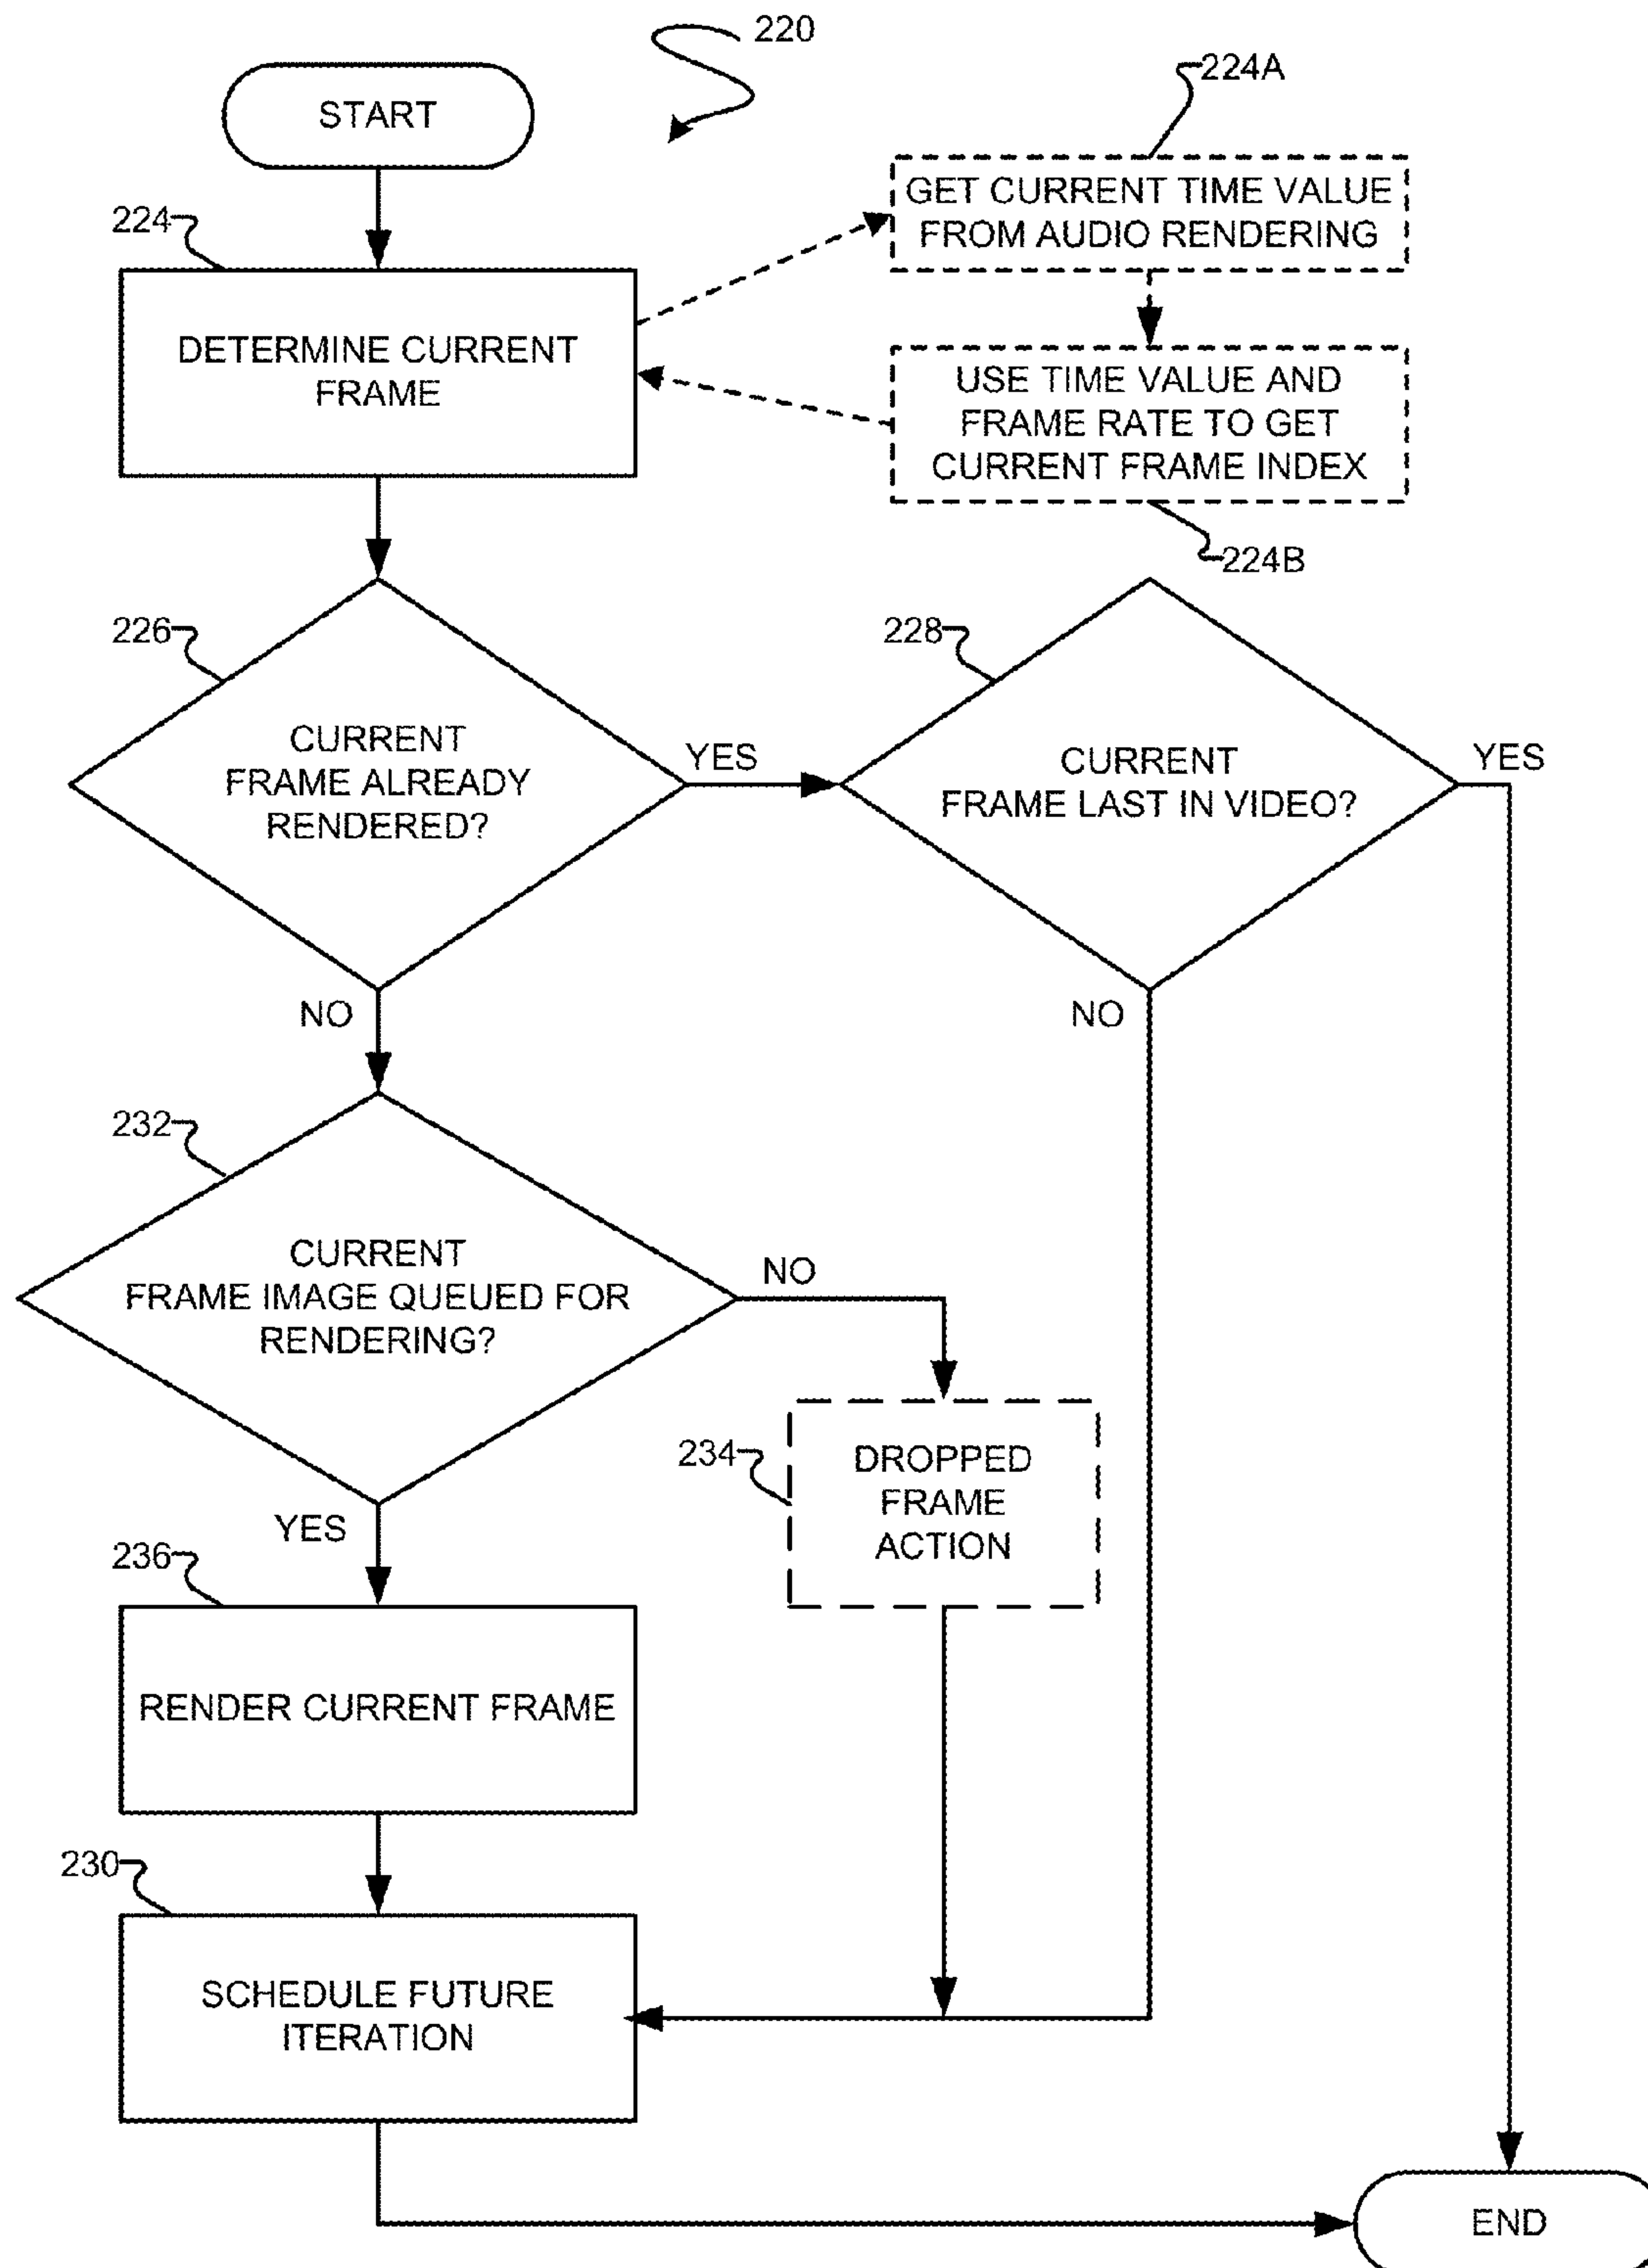 220
START
224A
GET CURRENT TIME VALUE
FROM AUDIO RENDERING
224
DETERMINE CURRENT
FRAME
USE TIME VALUE AND
FRAME RATE TO GET
CURRENT FRAME INDEX
224B
226
CURRENT
FRAME ALREADY
RENDERED?
YES
NO
228
CURRENT
FRAME LAST IN VIDEO?
YES
NO
232
CURRENT
FRAME IMAGE QUEUED FOR
RENDERING?
NO
YES
234
DROPPED
FRAME
ACTION
236
RENDER CURRENT FRAME
230
SCHEDULE FUTURE
ITERATION
END